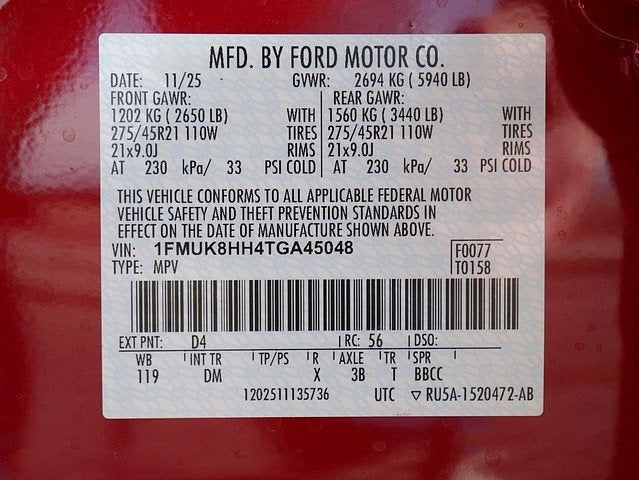 MFD. BY FORD MOTOR CO.
DATE: 11/25 GVWR: 2694 KG ( 5940 LB)
FRONT GAWR: REAR GAWR:
1202 KG ( 2650 LB) WITH 1560 KG ( 3440 LB) WITH
275/45R21 110W TIRES 275/45R21 110W TIRES
21x9.0J RIMS 21x9.0J RIMS
AT 230 kPa/ 33 PSI COLD AT 230 kPa/ 33 PSI COLD
THIS VEHICLE CONFORMS TO ALL APPLICABLE FEDERAL MOTOR
VEHICLE SAFETY AND THEFT PREVENTION STANDARDS IN
EFFECT ON THE DATE OF MANUFACTURE SHOWN ABOVE.
VIN: 1FMUK8HH4TGA45048 F0077
TYPE: MPV T0158
EXT PNT: D4 RC: 56 DSO:
WB INT TR TP/PS R AXLE TR SPR
119 DM X 3B T BBCC
1202511135736 UTC ▽ RU5A-1520472-AB